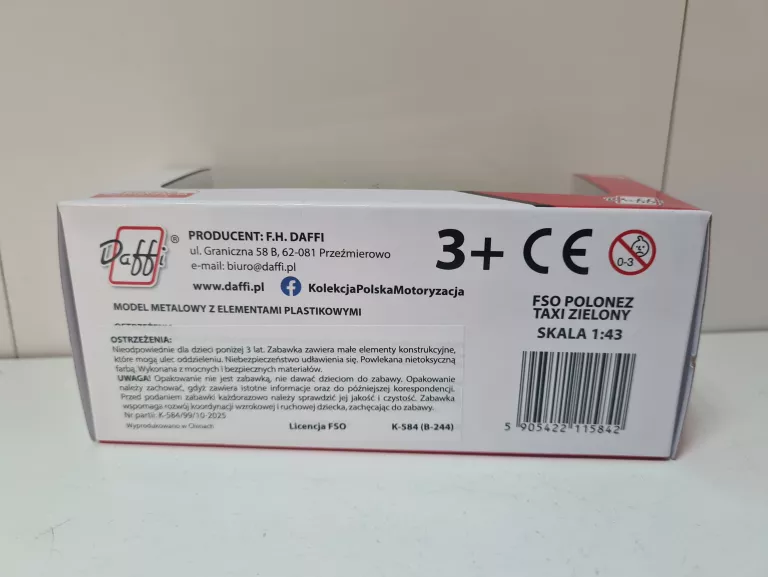 Daffi ®
PRODUCENT: F.H. DAFFI
ul. Graniczna 58 B, 62-081 Przeźmierowo
e-mail: biuro@daffi.pl
www.daffi.pl KolekcjaPolskaMotoryzacja
3+ CE 0-3
MODEL METALOWY Z ELEMENTAMI PLASTIKOWYMI
OSTRZEŻENIA:
Nieodpowiednie dla dzieci poniżej 3 lat. Zabawka zawiera małe elementy konstrukcyjne,
które mogą ulec oddzieleniu. Niebezpieczeństwo udławienia się. Powlekana nietoksyczną
farbą. Wykonana z mocnych i bezpiecznych materiałów.
UWAGA! Opakowanie nie jest zabawką, nie dawać dzieciom do zabawy. Opakowanie
należy zachować, gdyż zawiera istotne informacje oraz do późniejszej korespondencji.
Przed podaniem zabawki każdorazowo należy sprawdzić jej jakość i czystość. Zabawka
wspomaga rozwój koordynacji wzrokowej i ruchowej dziecka, zachęcając do zabawy.
Nr partii: K-584/99/10-2025
Wyprodukowano w Chinach Licencja FSO K-584 (B-244)
FSO POLONEZ
TAXI ZIELONY
SKALA 1:43
5 905422 115842